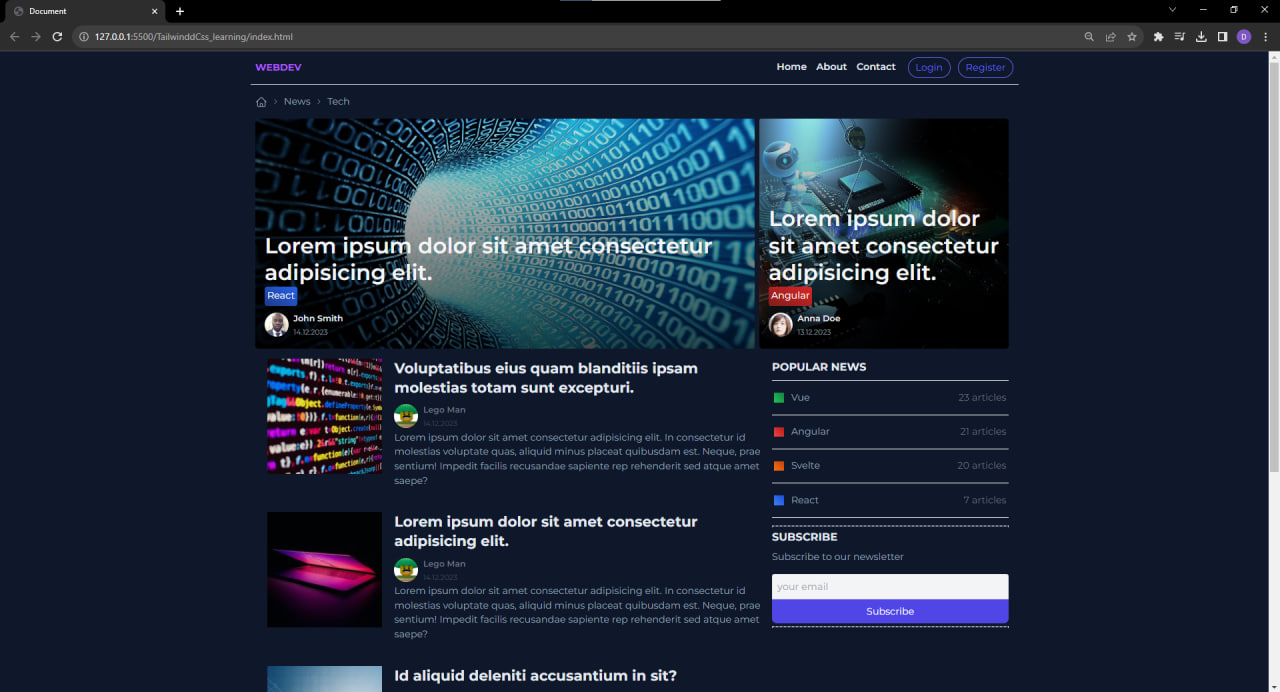 Document
127.0.0.1:5500/TailwinddCss_learning/index.html
D
WEBDEV
Home About Contact Login Register
News > Tech
Lorem ipsum dolor sit amet consectetur
adipisicing elit.
React
John Smith
14.12.2023
Lorem ipsum dolor
sit amet consectetur
adipisicing elit.
Angular
Anna Doe
13.12.2023
Voluptatibus eius quam blanditiis ipsam
molestias totam sunt excepturi.
Lego Man
14.12.2023
Lorem ipsum dolor sit amet consectetur adipisicing elit. In consectetur id
molestias voluptate quas, aliquid minus placeat quibusdam est. Neque, prae
sentium! Impedit facilis recusandae sapiente rep rehenderit sed atque amet
saepe?
Lorem ipsum dolor sit amet consectetur
adipisicing elit.
Lego Man
14.12.2023
Lorem ipsum dolor sit amet consectetur adipisicing elit. In consectetur id
molestias voluptate quas, aliquid minus placeat quibusdam est. Neque, prae
sentium! Impedit facilis recusandae sapiente rep rehenderit sed atque amet
saepe?
Id aliquid deleniti accusantium in sit?
POPULAR NEWS
Vue 23 articles
Angular 21 articles
Svelte 20 articles
React 7 articles
SUBSCRIBE
Subscribe to our newsletter
your email
Subscribe